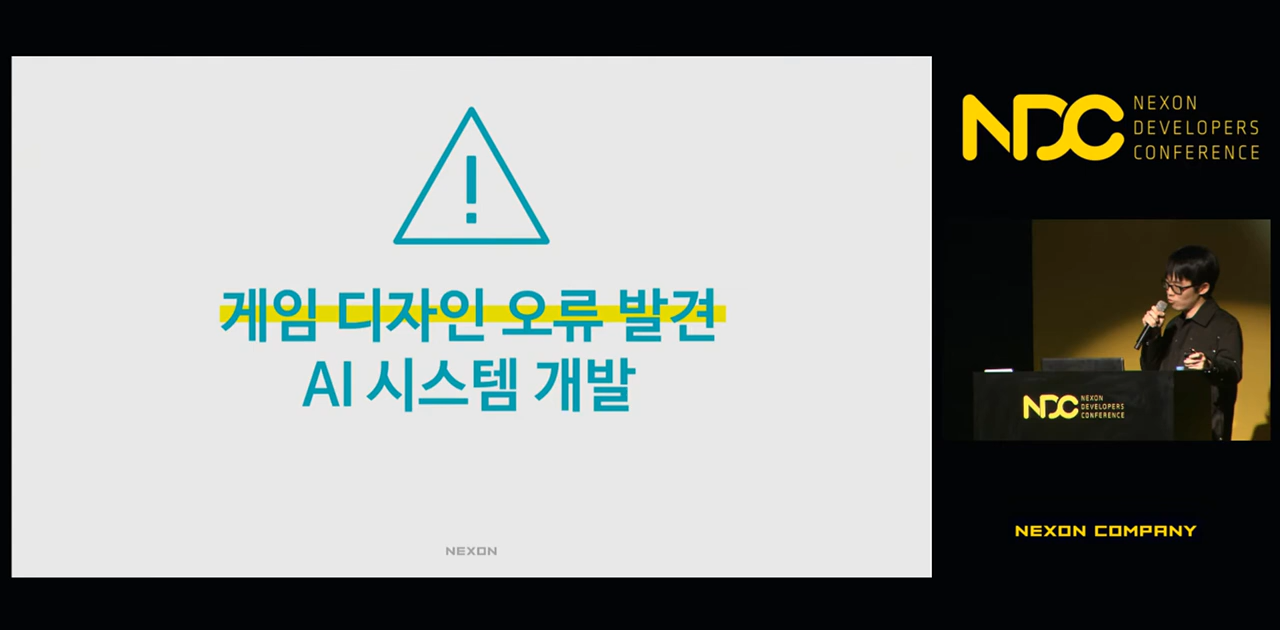 게임 디자인 오류 발견
AI 시스템 개발
NEXON
NDC
NEXON
DEVELOPERS
CONFERENCE
NDC
NEXON
DEVELOPERS
CONFERENCE
NEXON COMPANY